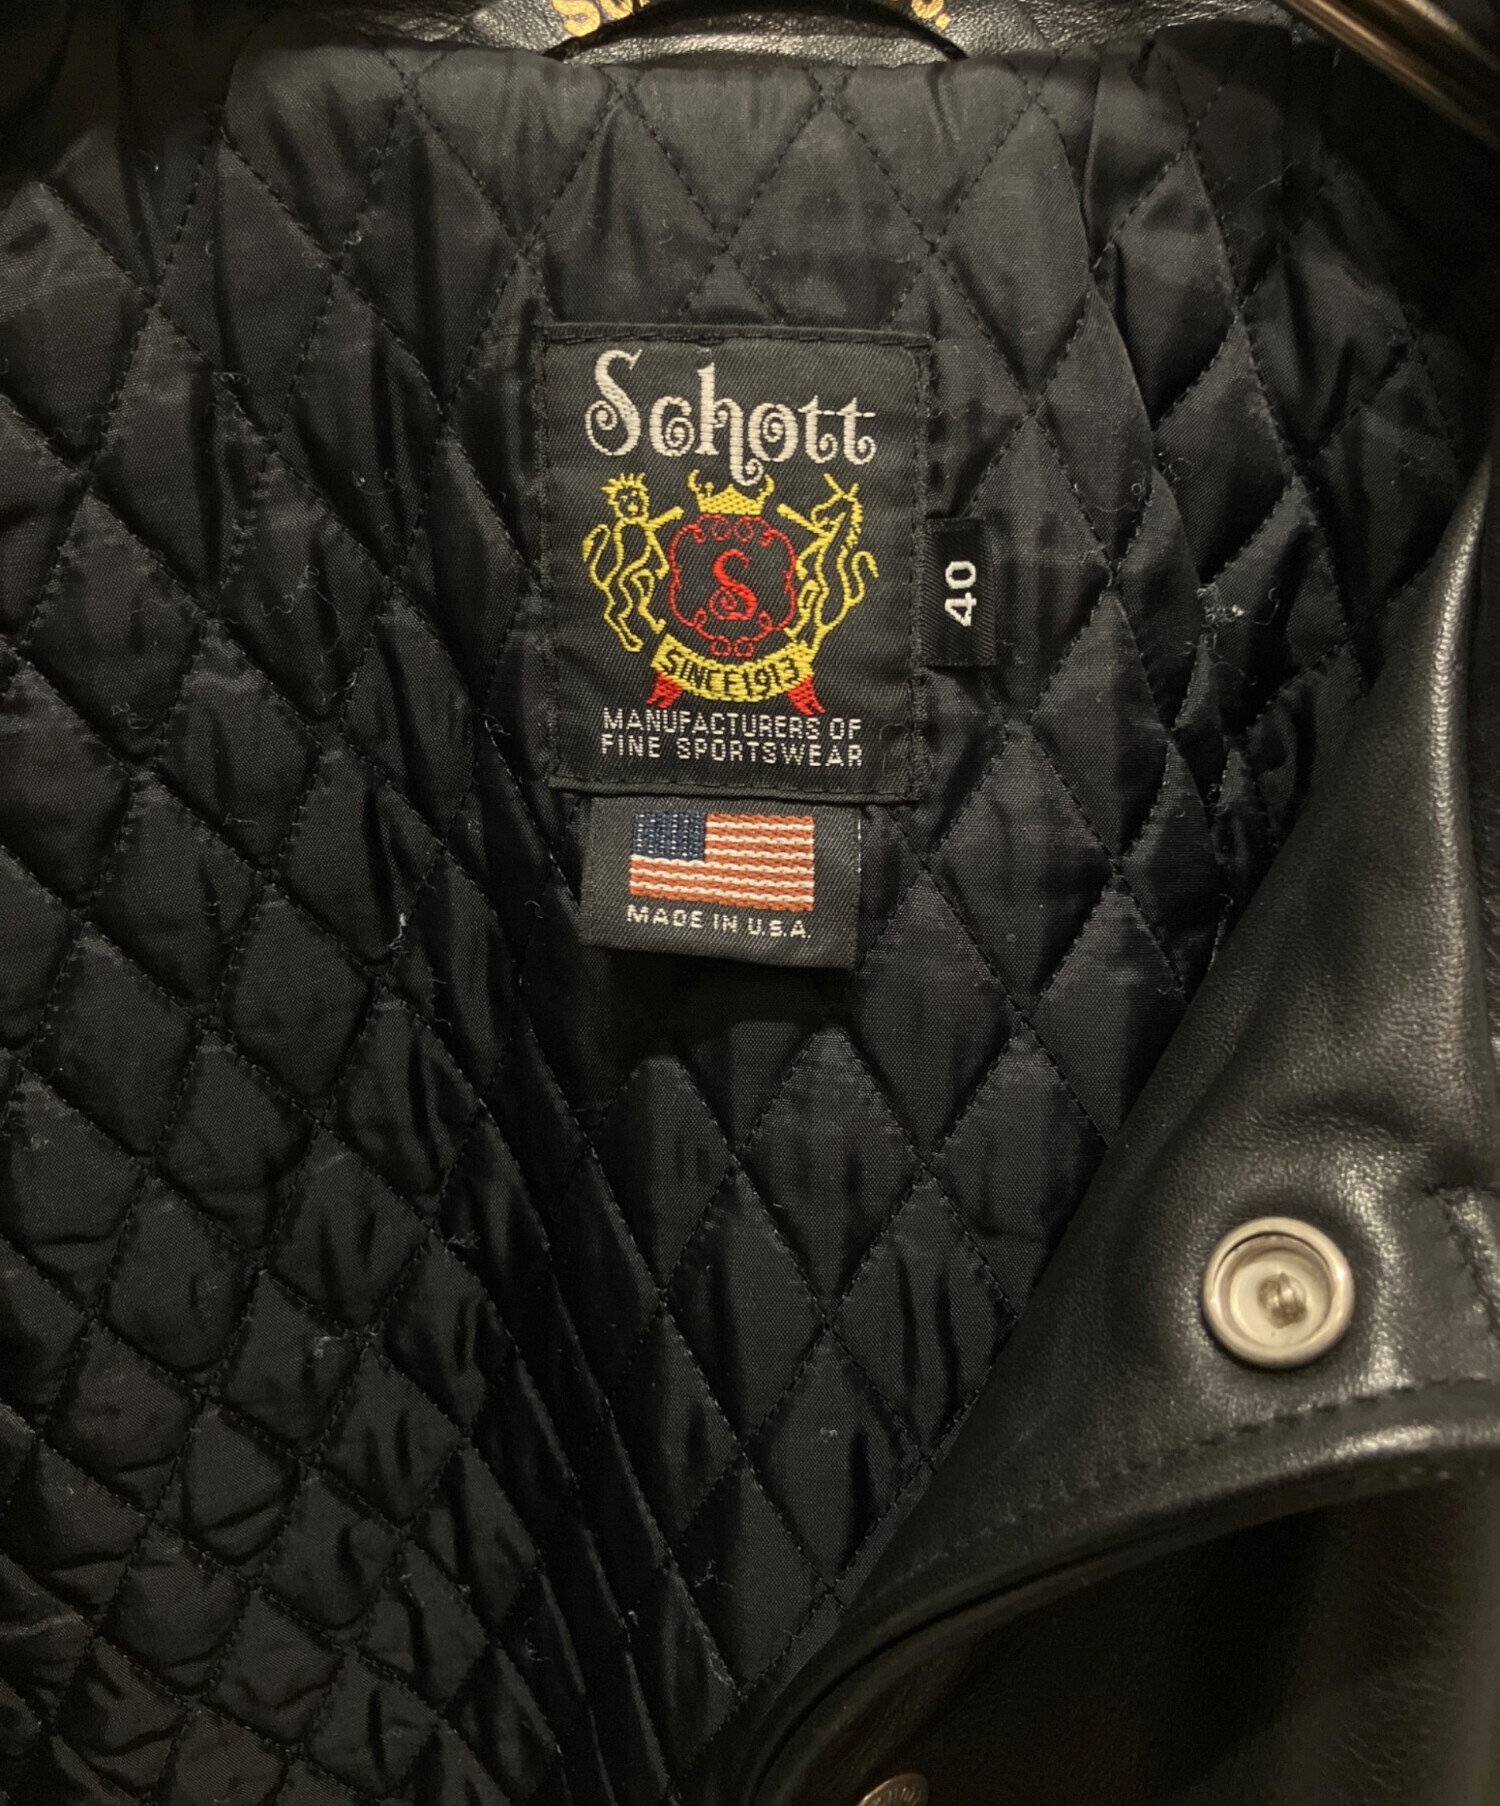 Schott
S
SINCE 1913
MANUFACTURERS OF
FINE SPORTSWEAR
40
MADE IN U.S.A.